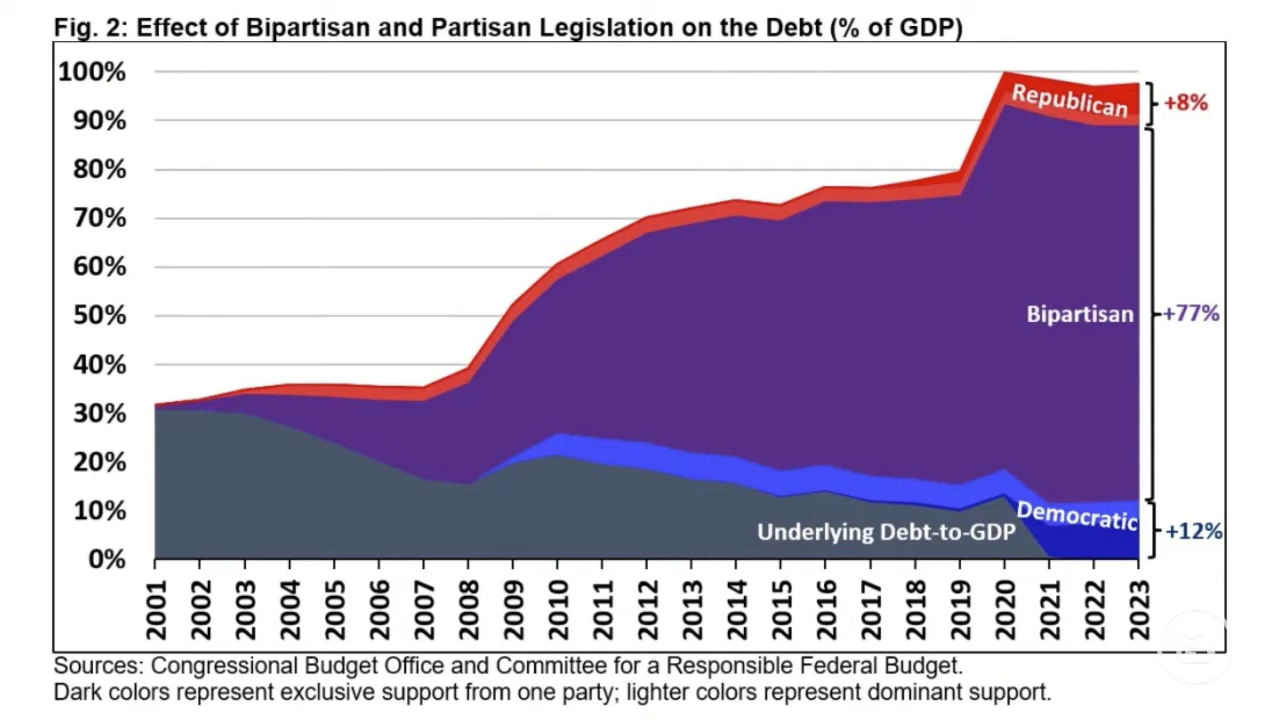 Fig. 2: Effect of Bipartisan and Partisan Legislation on the Debt (% of GDP)
100%
90%
80%
70%
60%
50%
40%
30%
20%
10%
0%
Republican
+8%
Bipartisan
+77%
Democratic
+12%
Underlying Debt-to-GDP
2001 2002 2003 2004 2005 2006 2007 2008 2009 2010 2011 2012 2013 2014 2015 2016 2017 2018 2019 2020 2021 2022 2023
Sources: Congressional Budget Office and Committee for a Responsible Federal Budget.
Dark colors represent exclusive support from one party; lighter colors represent dominant support.